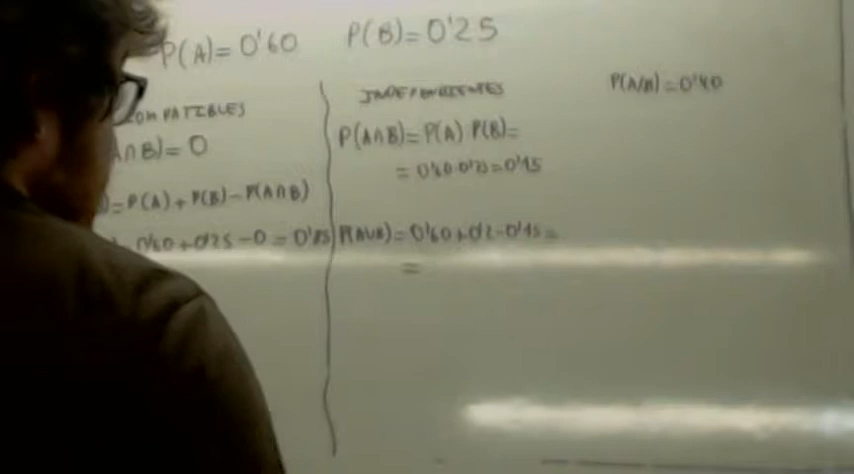 P(A)=0'60 P(B)=0'25
COMPATIBLES
∩B)=0
)=P(A)+P(B)-P(A∩B)
0'60+0'25-0=0'85
INDEPENDIENTES
P(A∩B)=P(A) P(B)=
=0'60·0'25=0'15
P(A∪B)=0'60+0'2-0'15=
=
P(A/B)=0'40